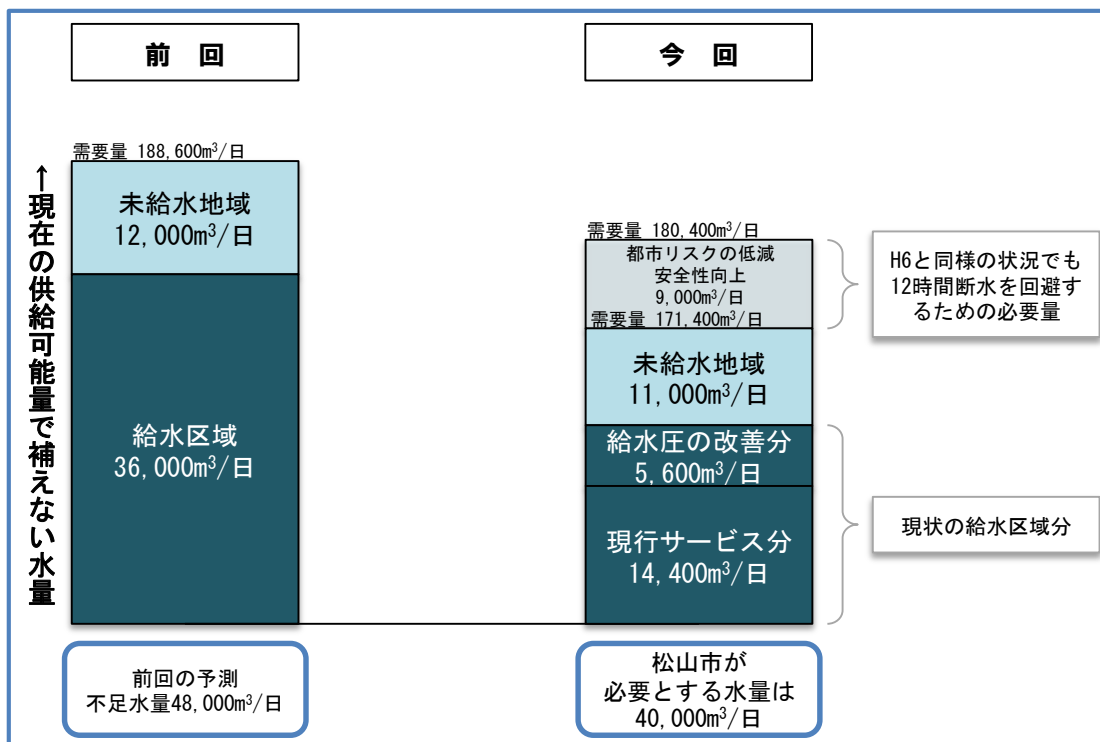 前 回
今 回
↑現在の供給可能量で補えない水量
需要量 188,600m³/日
未給水地域
12,000m³/日
給水区域
36,000m³/日
前回の予測
不足水量48,000m³/日
需要量 180,400m³/日
都市リスクの低減
安全性向上
9,000m³/日
需要量 171,400m³/日
未給水地域
11,000m³/日
給水圧の改善分
5,600m³/日
現行サービス分
14,400m³/日
松山市が
必要とする水量は
40,000m³/日
H6と同様の状況でも
12時間断水を回避す
るための必要量
現状の給水区域分